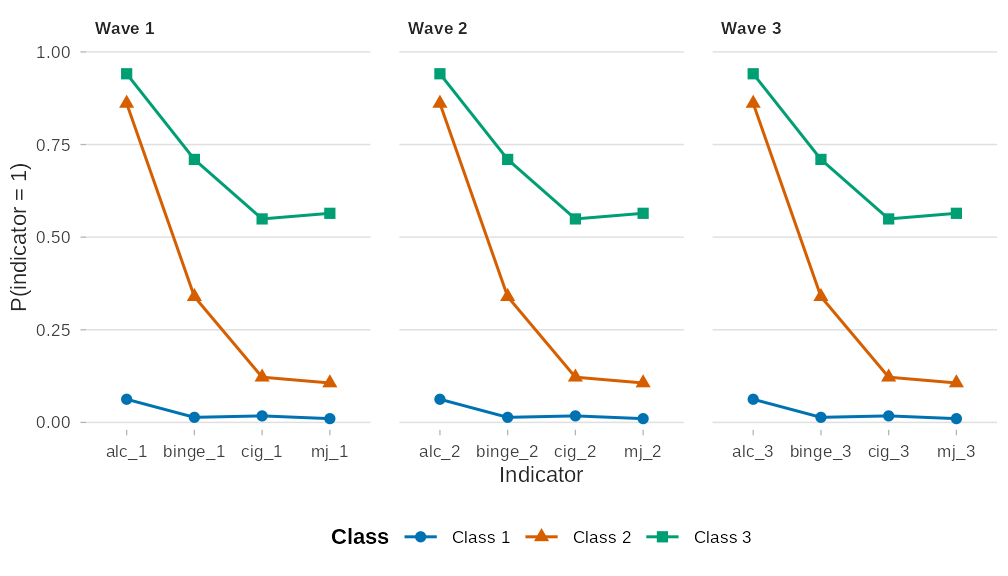 Wave 1 Wave 2 Wave 3
1.00
0.75
0.50
0.25
0.00
P(indicator = 1)
alc_1 binge_1 cig_1 mj_1 alc_2 binge_2 cig_2 mj_2 alc_3 binge_3 cig_3 mj_3
Indicator
Class Class 1 Class 2 Class 3